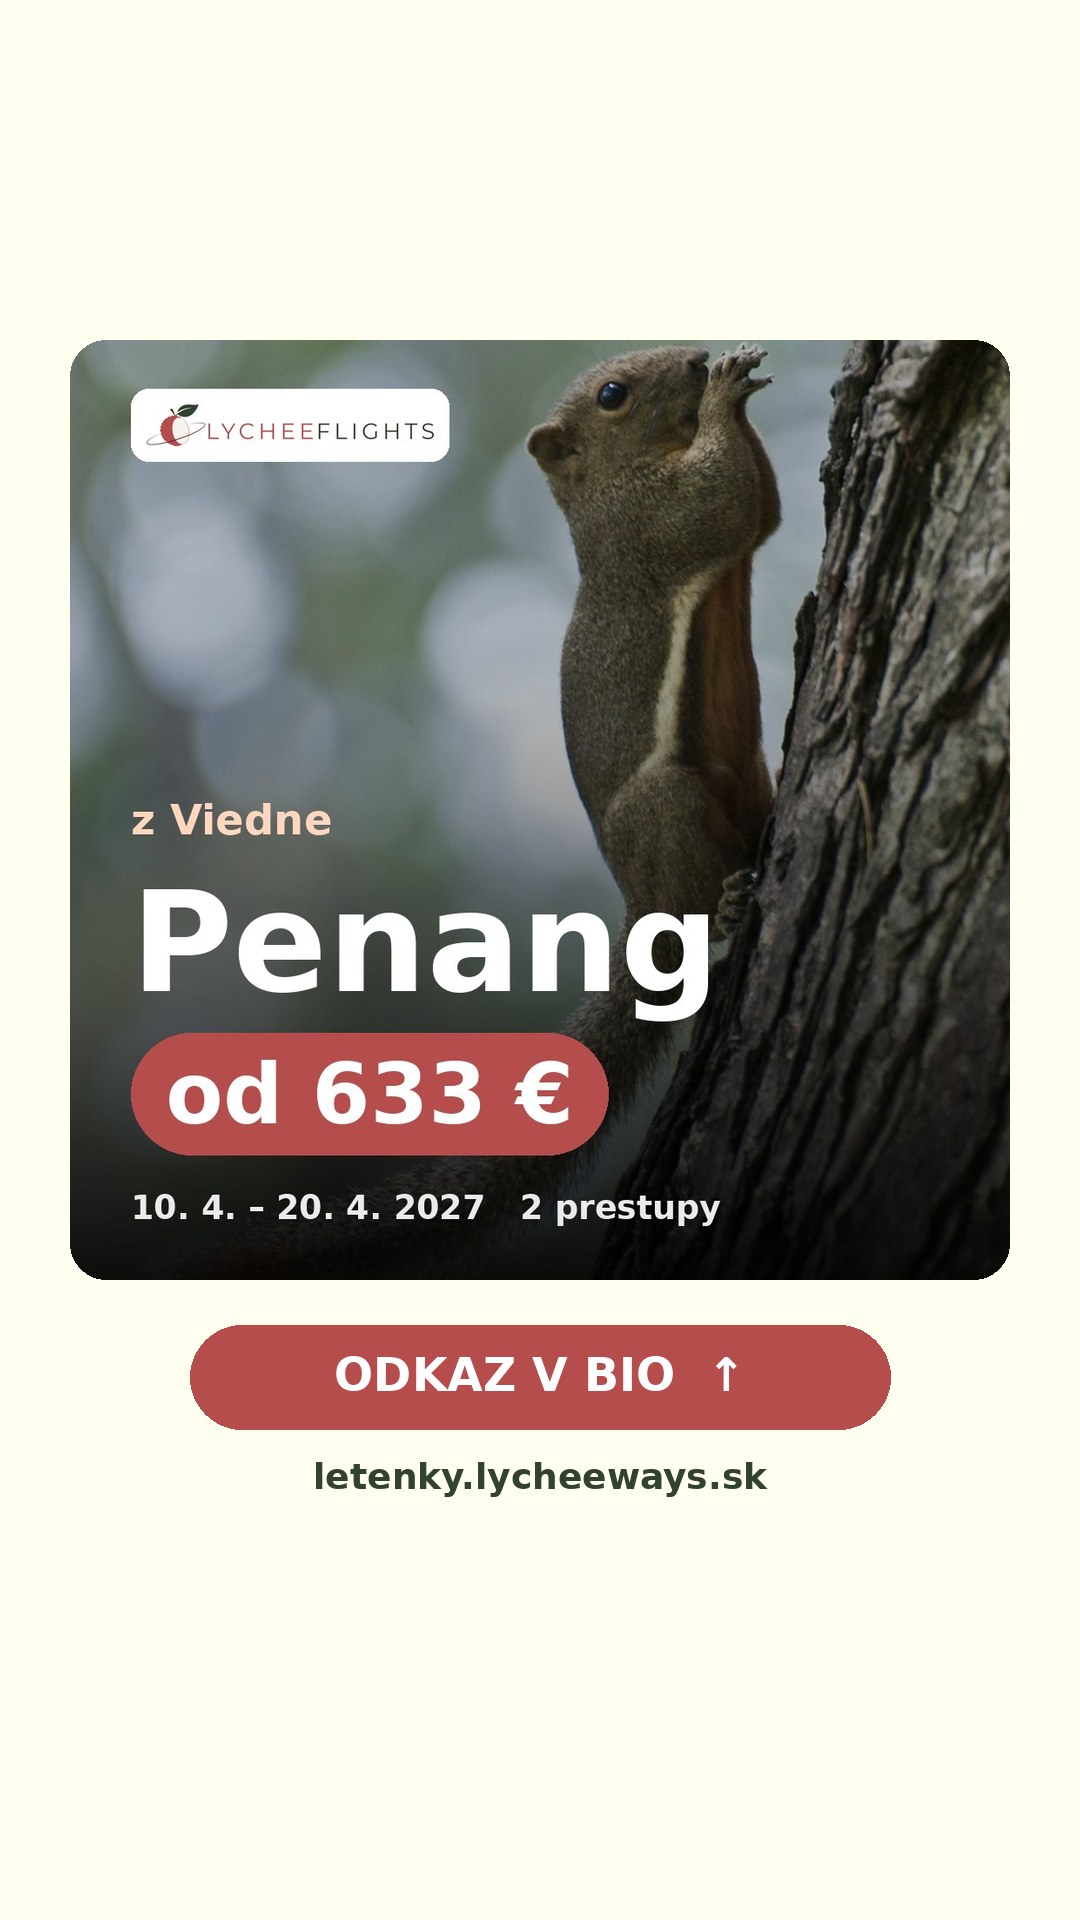 LYCHEEFLIGHTS
z Viedne
Penang
od 633 €
10. 4. – 20. 4. 2027 2 prestupy
ODKAZ V BIO ↑
letenky.lycheeways.sk